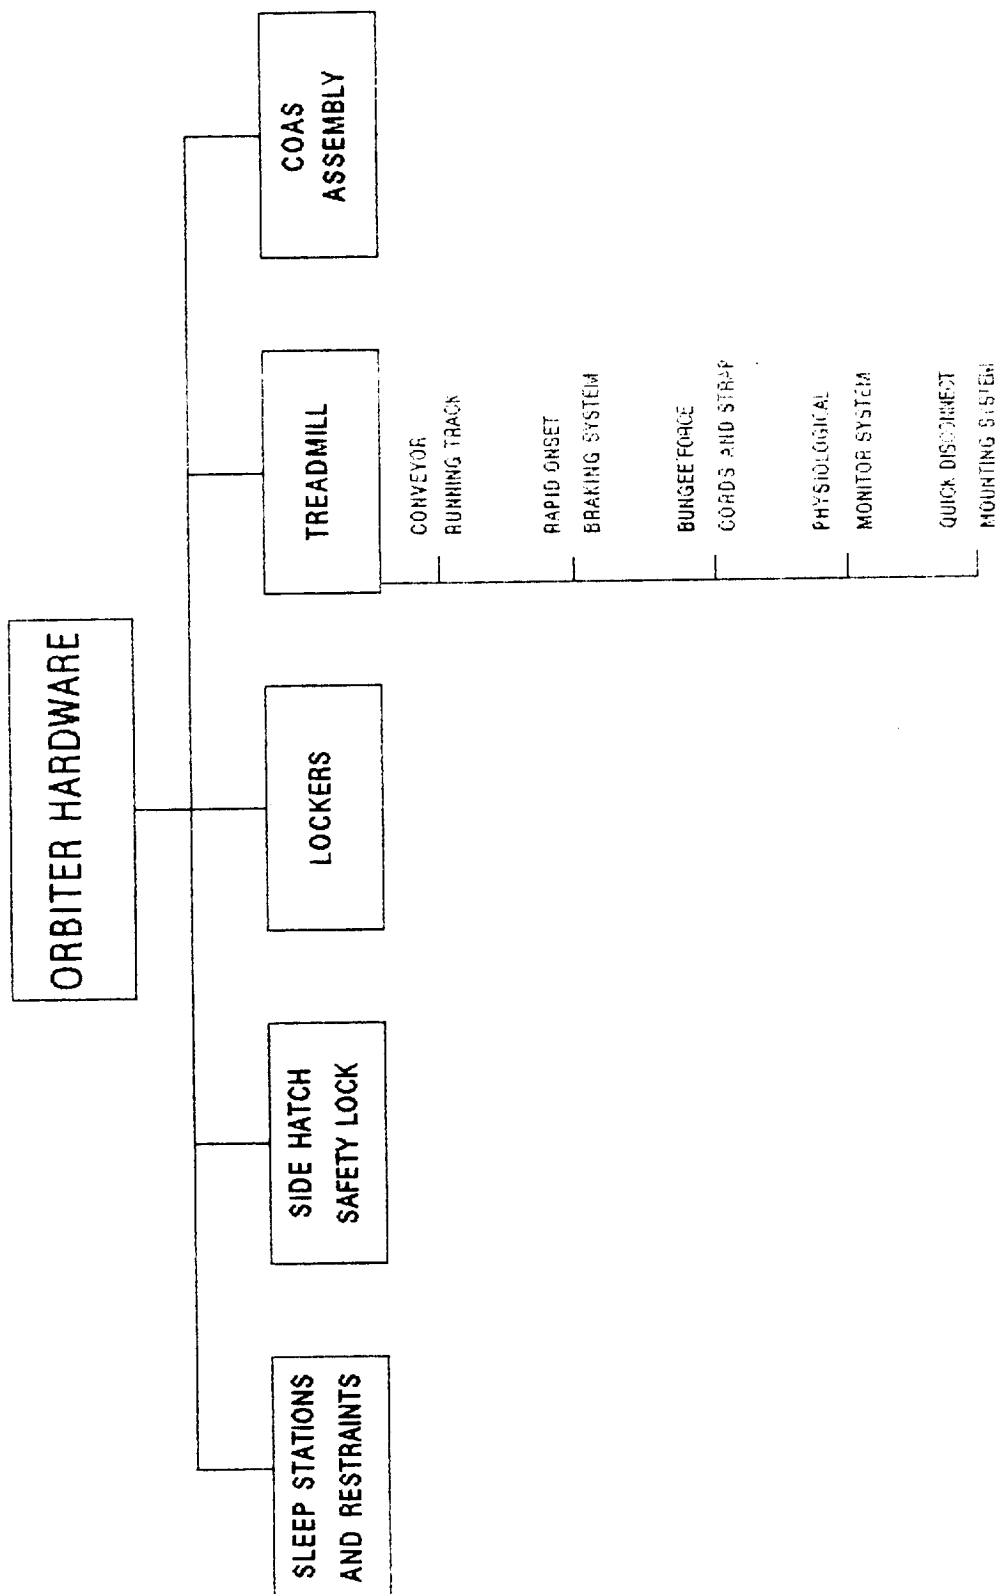 ORBITER HARDWARE
SLEEP STATIONS
AND RESTRAINTS
SIDE HATCH
SAFETY LOCK
LOCKERS
TREADMILL
COAS
ASSEMBLY
CONVEYOR
RUNNING TRACK
RAPID ONSET
BRAKING SYSTEM
BUNGEE FORCE
CORDS AND STRAP
PHYSIOLOGICAL
MONITOR SYSTEM
QUICK DISCONNECT
MOUNTING SYSTEM